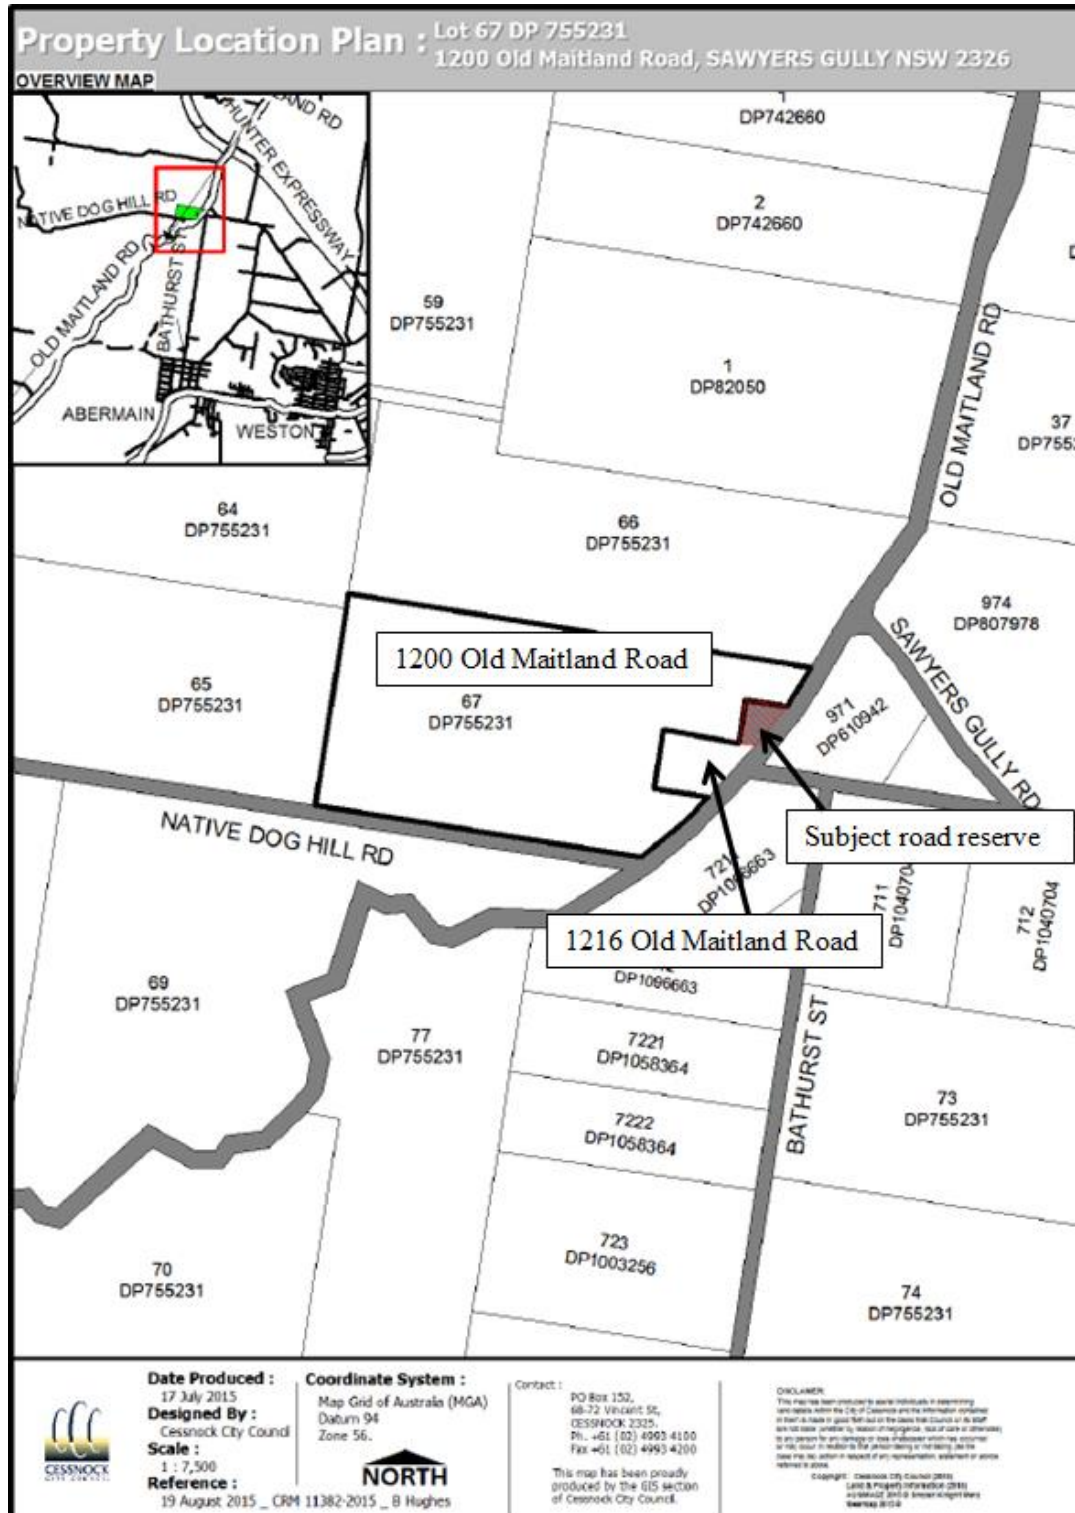 Property Location Plan :
Lot 67 DP 755231
1200 Old Maitland Road, SAWYERS GULLY NSW 2326
OVERVIEW MAP
LAND RD
HUNTER EXPRESSWAY
NATIVE DOG HILL RD
OLD MAITLAND RD
BATHURST ST
ABERMAIN
WESTON
1
DP742660
2
DP742660
59
DP755231
1
DP82050
OLD MAITLAND RD
37
64
DP755231
66
DP755231
974
DP807978
SAWYERS GULLY RD
1200 Old Maitland Road
65
DP755231
67
DP755231
971
DP610942
NATIVE DOG HILL RD
Subject road reserve
711
DP1040704
712
DP1040704
1216 Old Maitland Road
DP1096663
69
DP755231
77
DP755231
7221
DP1058364
BATHURST ST
73
DP755231
7222
DP1058364
723
DP1003256
70
DP755231
74
DP755231
CESSNOCK
CITY COUNCIL
Date Produced :
17 July 2015
Designed By :
Cessnock City Council
Scale :
1 : 7,500
Reference :
19 August 2015 _ CRM 11382-2015 _ B Hughes
Coordinate System :
Map Grid of Australia (MGA)
Datum 94
Zone 56.
NORTH
Contact :
PO Box 152,
68-72 Vincent St,
CESSNOCK 2325.
Ph. +61 (02) 4993 4100
Fax +61 (02) 4993 4200
This map has been proudly
produced by the GIS section
of Cessnock City Council.
DISCLAIMER